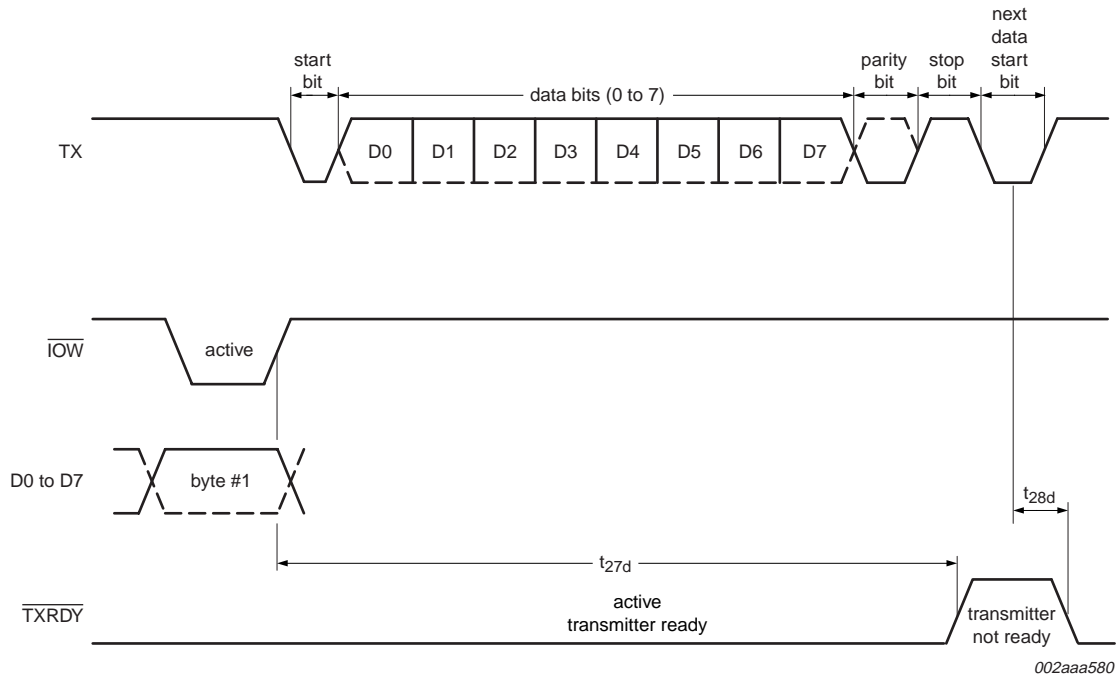 next
data
start
bit
start
bit
data bits (0 to 7)
parity
bit
stop
bit
TX
D0 D1 D2 D3 D4 D5 D6 D7
IOW
active
D0 to D7
byte #1
t28d
t27d
TXRDY
active
transmitter ready
transmitter
not ready
002aaa580